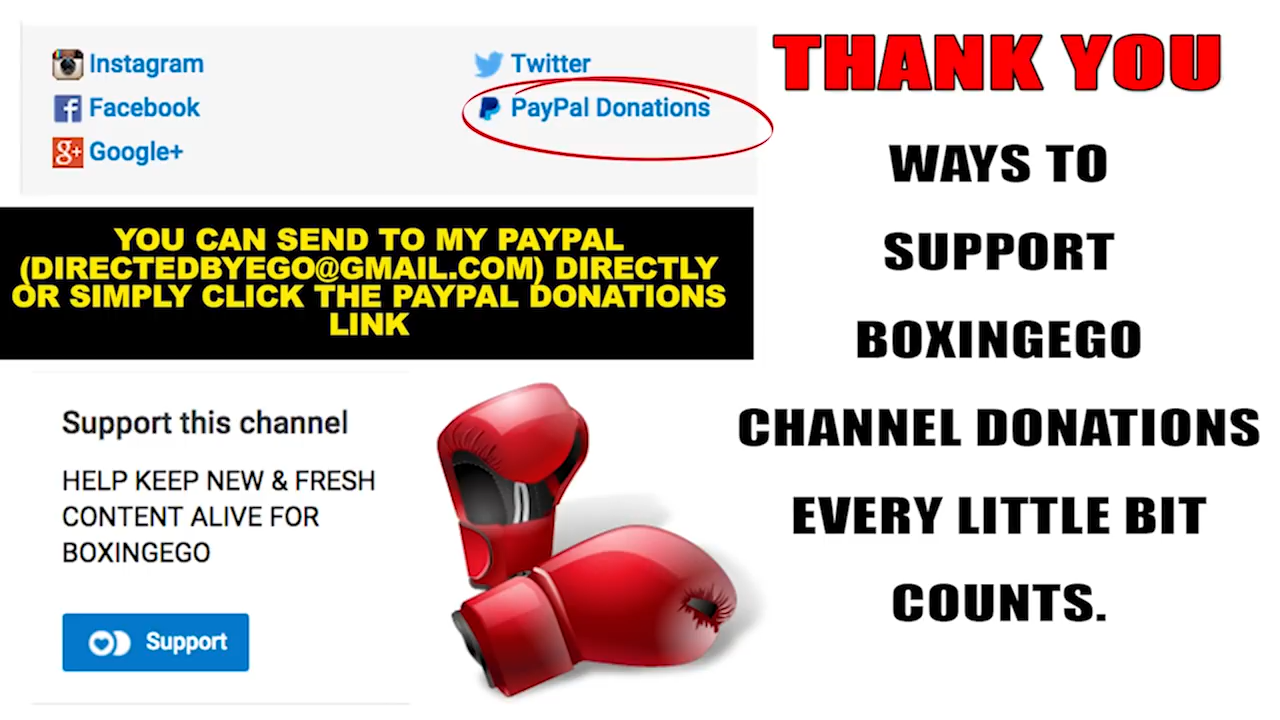 Instagram
Twitter
Facebook
PayPal Donations
Google+
YOU CAN SEND TO MY PAYPAL
(DIRECTEDBYEGO@GMAIL.COM) DIRECTLY
OR SIMPLY CLICK THE PAYPAL DONATIONS
LINK
Support this channel
HELP KEEP NEW & FRESH
CONTENT ALIVE FOR
BOXINGEGO
Support
THANK YOU
WAYS TO
SUPPORT
BOXINGEGO
CHANNEL DONATIONS
EVERY LITTLE BIT
COUNTS.